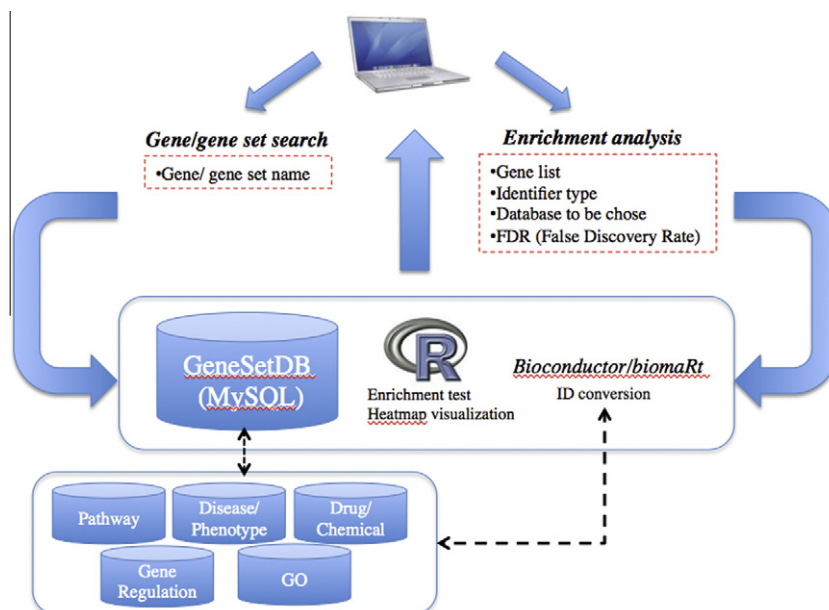 Gene/gene set search
•Gene/ gene set name
Enrichment analysis
•Gene list
•Identifier type
•Database to be chose
•FDR (False Discovery Rate)
GeneSetDB
(MySQL)
R
Enrichment test
Heatmap visualization
Bioconductor/biomaRt
ID conversion
Pathway
Disease/
Phenotype
Drug/
Chemical
Gene
Regulation
GO